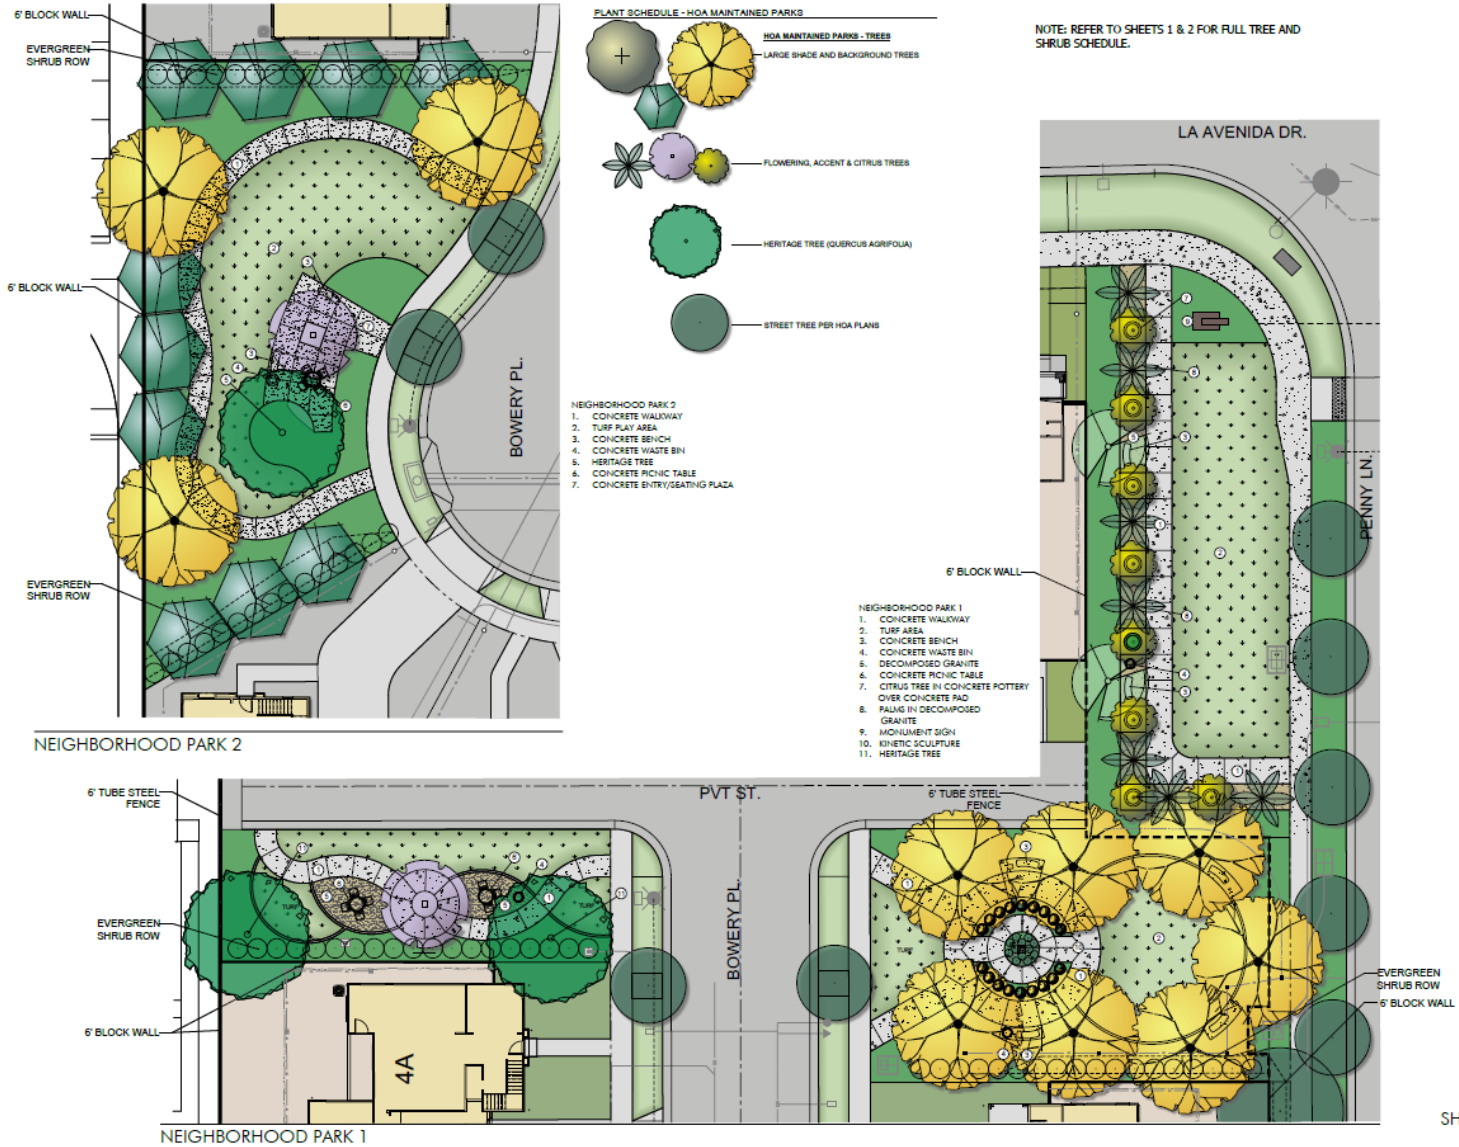 6' BLOCK WALL
EVERGREEN
SHRUB ROW
6' BLOCK WALL
EVERGREEN
SHRUB ROW
BOWERY PL.
NEIGHBORHOOD PARK 2
PLANT SCHEDULE - HOA MAINTAINED PARKS
HOA MAINTAINED PARKS - TREES
LARGE SHADE AND BACKGROUND TREES
FLOWERING, ACCENT & CITRUS TREES
HERITAGE TREE (QUERCUS AGRIFOLIA)
STREET TREE PER HOA PLANS
NEIGHBORHOOD PARK 2
1. CONCRETE WALKWAY
2. TURF PLAY AREA
3. CONCRETE BENCH
4. CONCRETE WASTE BIN
5. HERITAGE TREE
6. CONCRETE PICNIC TABLE
7. CONCRETE ENTRY/SEATING PLAZA
NOTE: REFER TO SHEETS 1 & 2 FOR FULL TREE AND
SHRUB SCHEDULE.
LA AVENIDA DR.
PENNY LN.
6' BLOCK WALL
NEIGHBORHOOD PARK 1
1. CONCRETE WALKWAY
2. TURF AREA
3. CONCRETE BENCH
4. CONCRETE WASTE BIN
5. DECOMPOSED GRANITE
6. CONCRETE PICNIC TABLE
7. CITRUS TREE IN CONCRETE POTTERY
OVER CONCRETE PAD
8. PALMS IN DECOMPOSED
GRANITE
9. MONUMENT SIGN
10. KINETIC SCULPTURE
11. HERITAGE TREE
6' TUBE STEEL
FENCE
PVT ST.
6' TUBE STEEL
FENCE
TURF
TURF
TURF
EVERGREEN
SHRUB ROW
BOWERY PL.
EVERGREEN
SHRUB ROW
6' BLOCK WALL
6' BLOCK WALL
4A
NEIGHBORHOOD PARK 1
SH